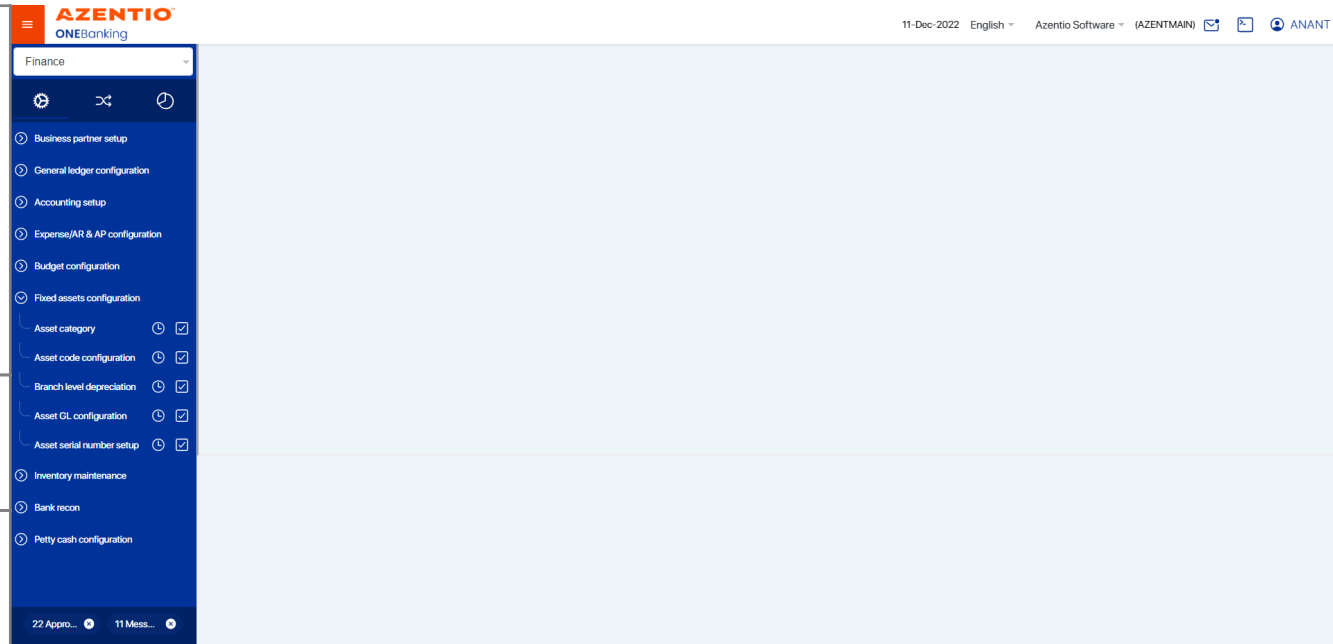 AZENTIO™
ONEBanking
11-Dec-2022 English Azentio Software (AZENTMAIN) ANANT
Finance
Business partner setup
General ledger configuration
Accounting setup
Expense/AR & AP configuration
Budget configuration
Fixed assets configuration
Asset category
Asset code configuration
Branch level depreciation
Asset GL configuration
Asset serial number setup
Inventory maintenance
Bank recon
Petty cash configuration
22 Appro... 11 Mess...